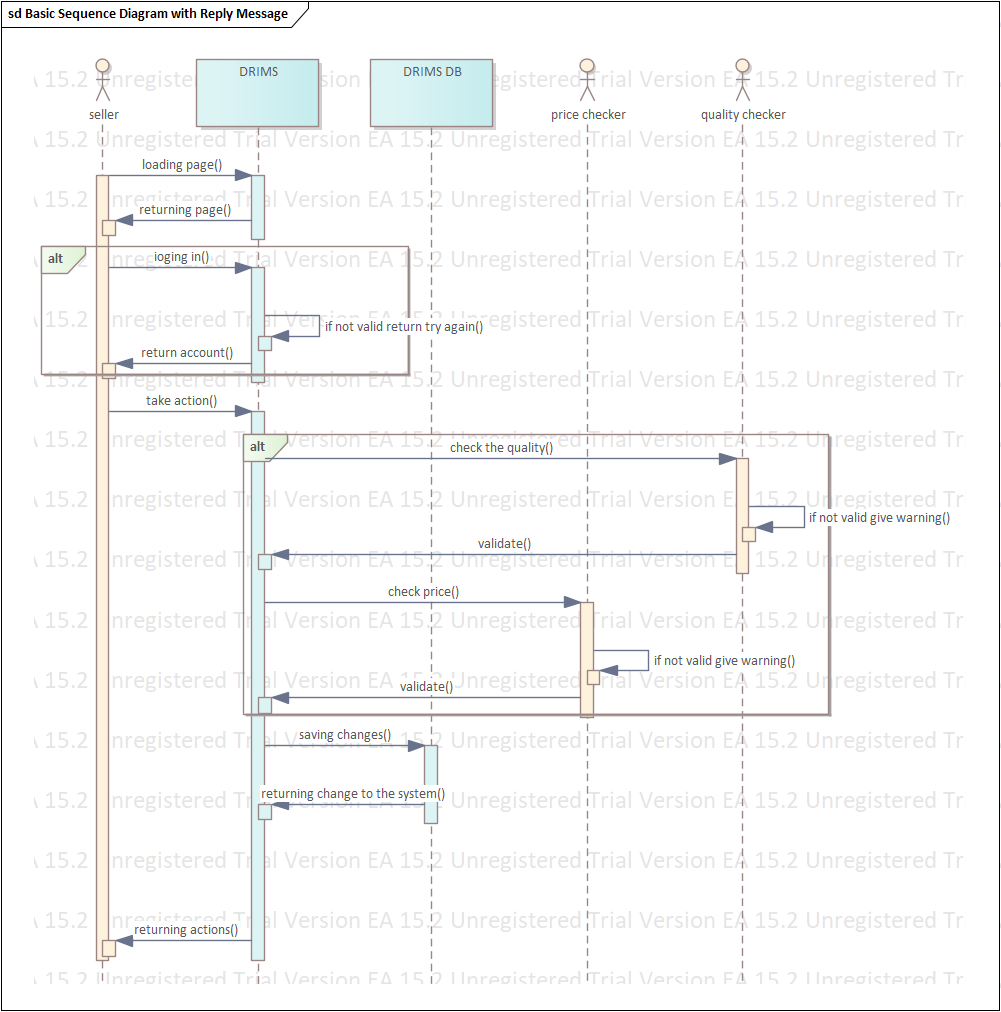 sd Basic Sequence Diagram with Reply Message
seller
DRIMS
DRIMS DB
price checker
quality checker
loading page()
returning page()
alt
ioging in()
if not valid return try again()
return account()
take action()
alt
check the quality()
if not valid give warning()
validate()
check price()
if not valid give warning()
validate()
saving changes()
returning change to the system()
returning actions()
EA 15.2 Unregistered Trial Version